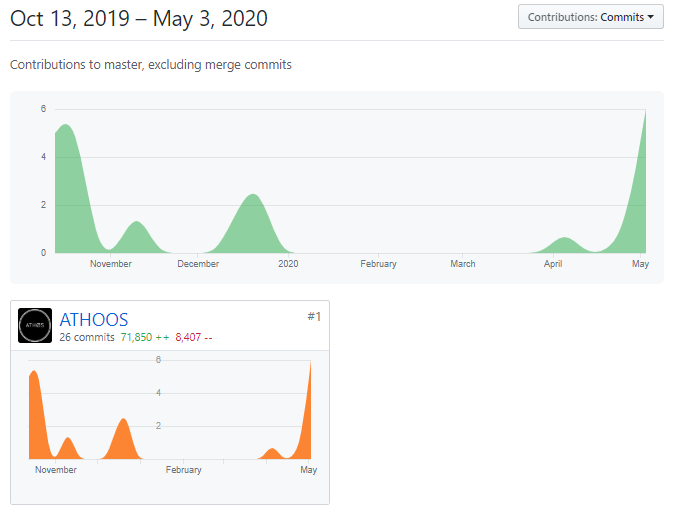 Oct 13, 2019 – May 3, 2020
Contributions: Commits
Contributions to master, excluding merge commits
6
4
2
0
November December 2020 February March April May
ATHOOS
#1
26 commits 71,850 ++ 8,407 --
6
4
2
November February May